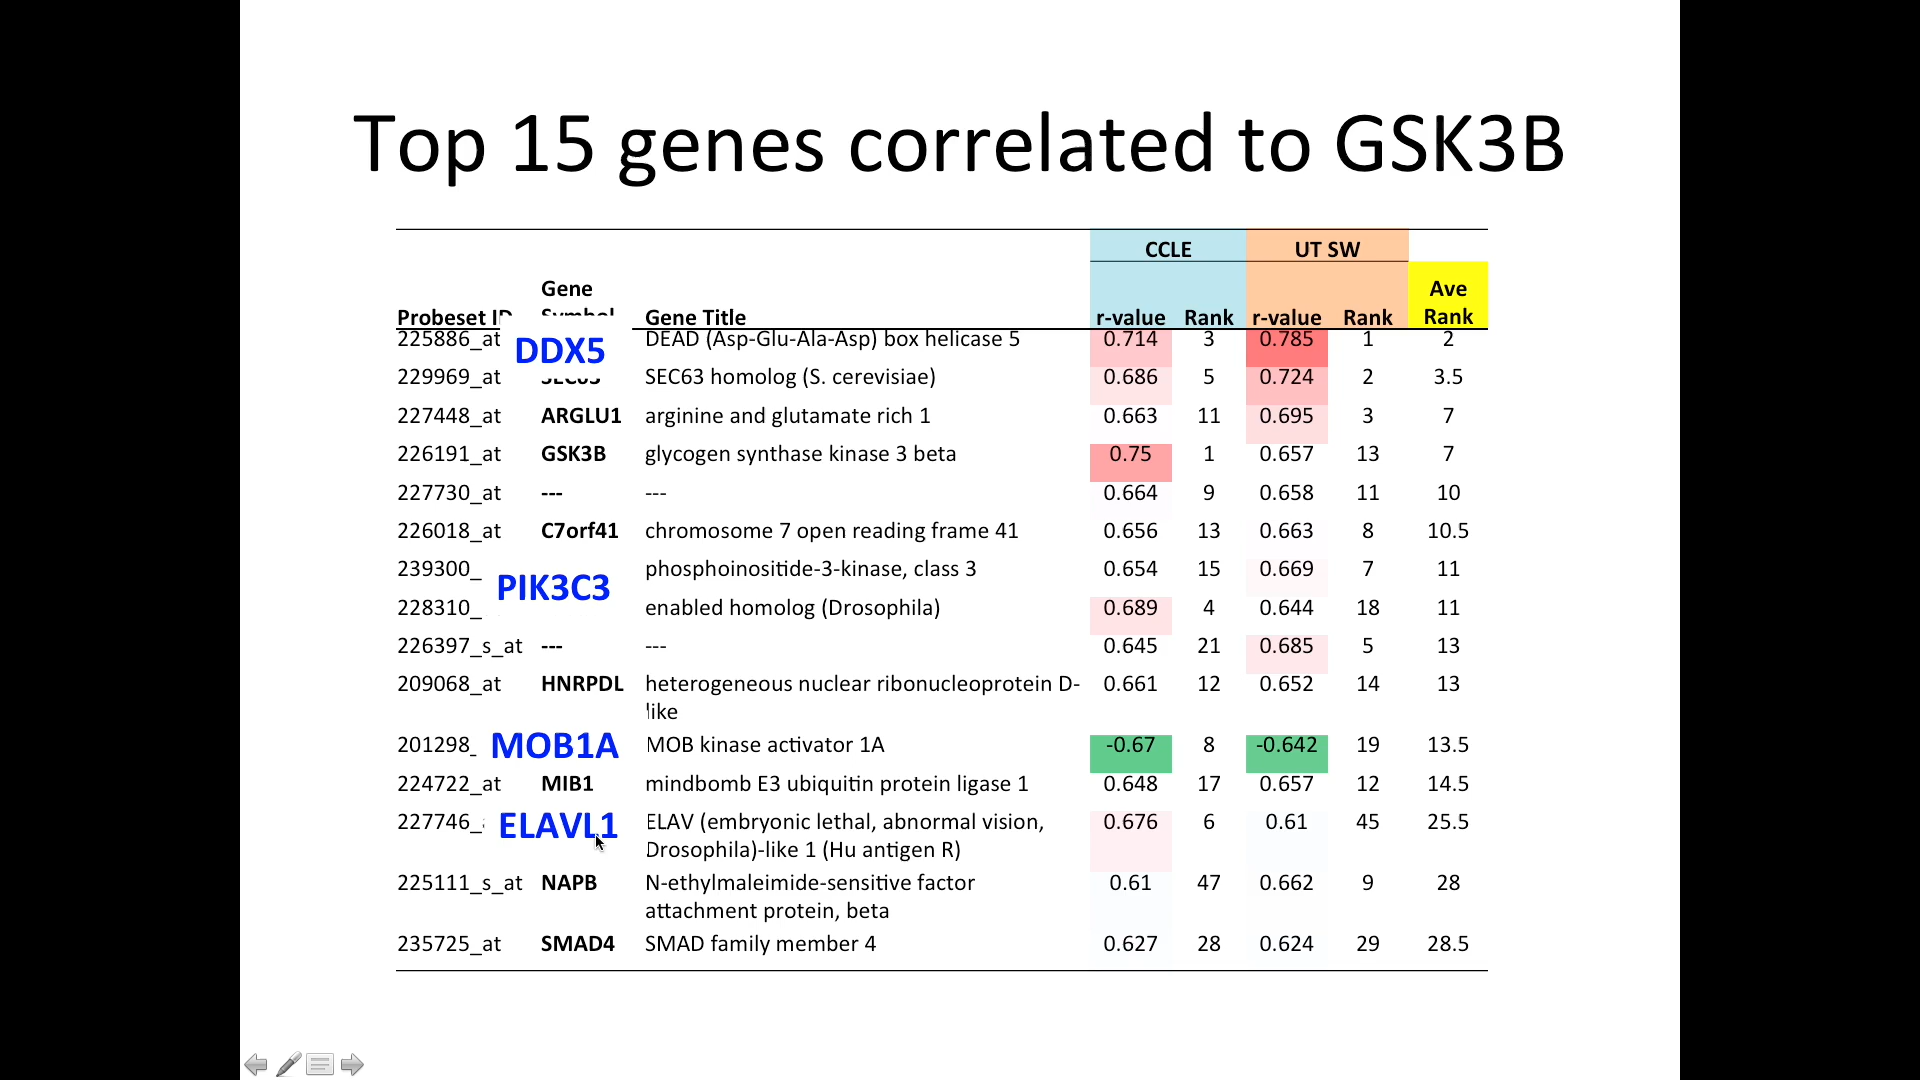 Top 15 genes correlated to GSK3B
CCLE UT SW
Gene Ave
Probeset ID Symbol Gene Title r-value Rank r-value Rank Rank
225886_at DDX5 DEAD (Asp-Glu-Ala-Asp) box helicase 5 0.714 3 0.785 1 2
229969_at SEC63 SEC63 homolog (S. cerevisiae) 0.686 5 0.724 2 3.5
227448_at ARGLU1 arginine and glutamate rich 1 0.663 11 0.695 3 7
226191_at GSK3B glycogen synthase kinase 3 beta 0.75 1 0.657 13 7
227730_at --- --- 0.664 9 0.658 11 10
226018_at C7orf41 chromosome 7 open reading frame 41 0.656 13 0.663 8 10.5
239300_ PIK3C3 phosphoinositide-3-kinase, class 3 0.654 15 0.669 7 11
228310_ enabled homolog (Drosophila) 0.689 4 0.644 18 11
226397_s_at --- --- 0.645 21 0.685 5 13
209068_at HNRPDL heterogeneous nuclear ribonucleoprotein D- 0.661 12 0.652 14 13
like
201298_ MOB1A MOB kinase activator 1A -0.67 8 -0.642 19 13.5
224722_at MIB1 mindbomb E3 ubiquitin protein ligase 1 0.648 17 0.657 12 14.5
227746_ ELAVL1 ELAV (embryonic lethal, abnormal vision, 0.676 6 0.61 45 25.5
Drosophila)-like 1 (Hu antigen R)
225111_s_at NAPB N-ethylmaleimide-sensitive factor 0.61 47 0.662 9 28
attachment protein, beta
235725_at SMAD4 SMAD family member 4 0.627 28 0.624 29 28.5